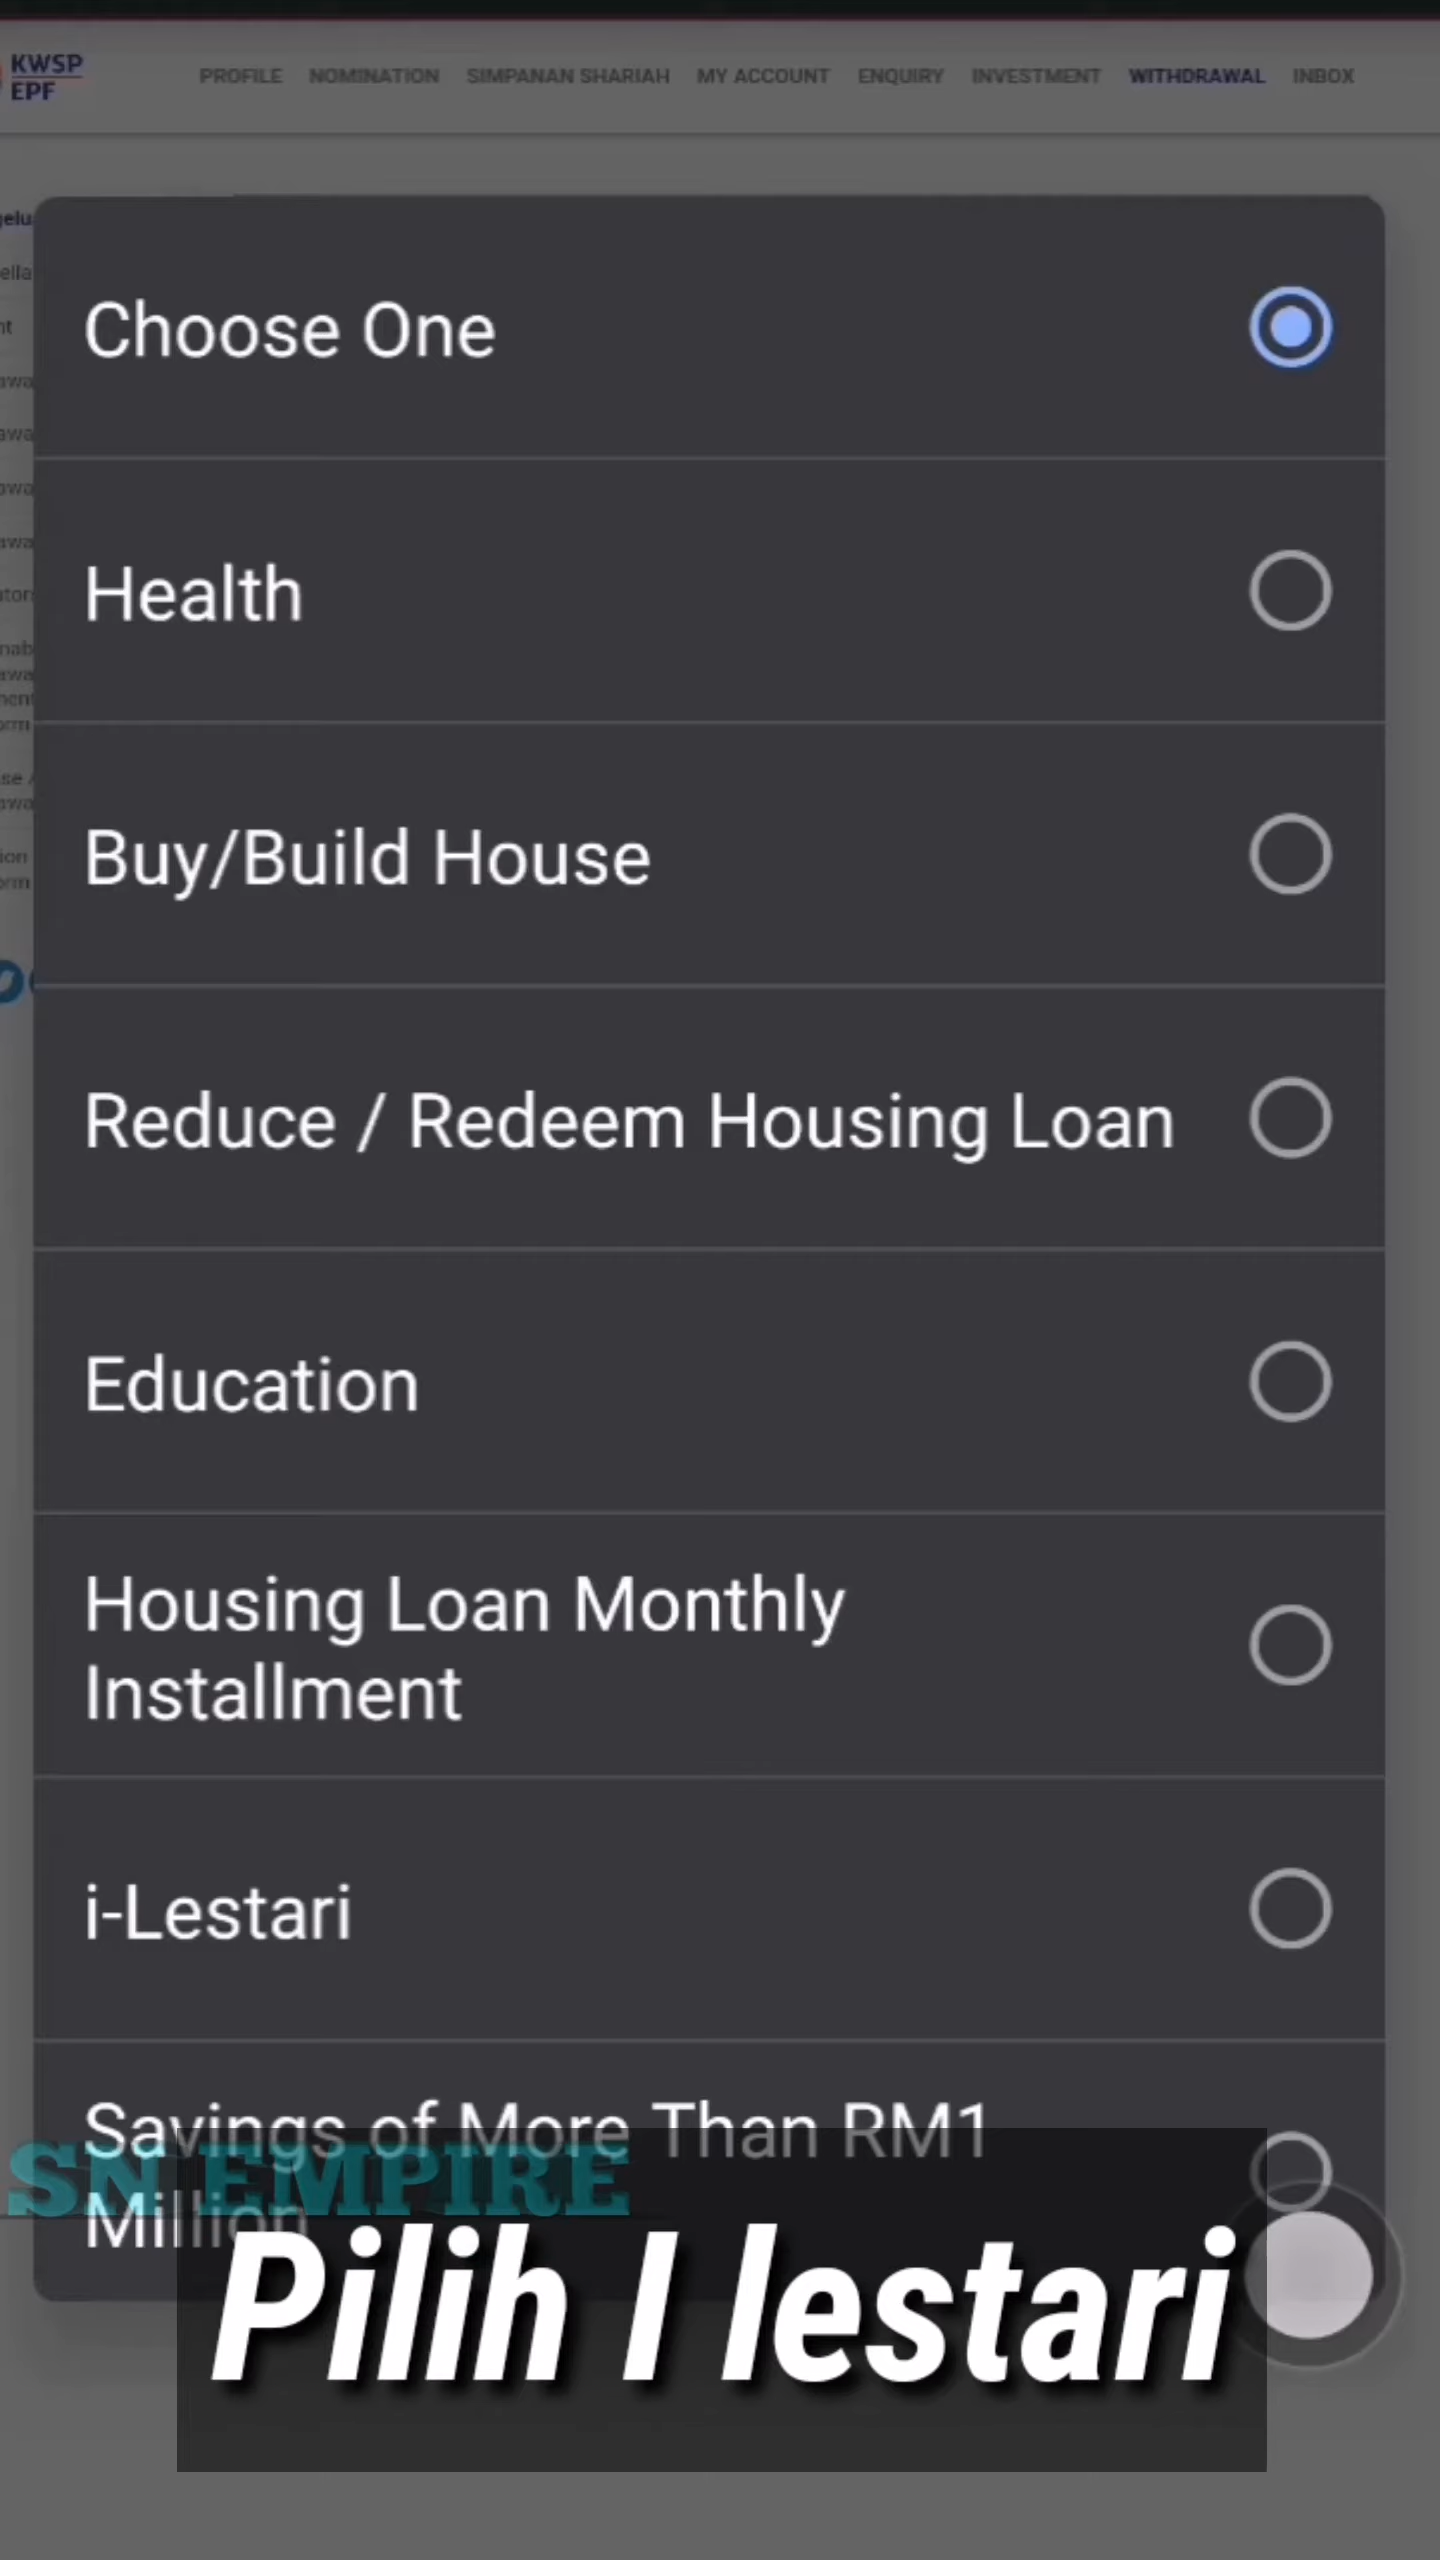 KWSP
EPF
PROFILE NOMINATION SIMPANAN SHARIAH MY ACCOUNT ENQUIRY INVESTMENT WITHDRAWAL INBOX
Choose One
Health
Buy/Build House
Reduce / Redeem Housing Loan
Education
Housing Loan Monthly
Installment
i-Lestari
Savings of More Than RM1
Million
SN EMPIRE
Pilih I lestari